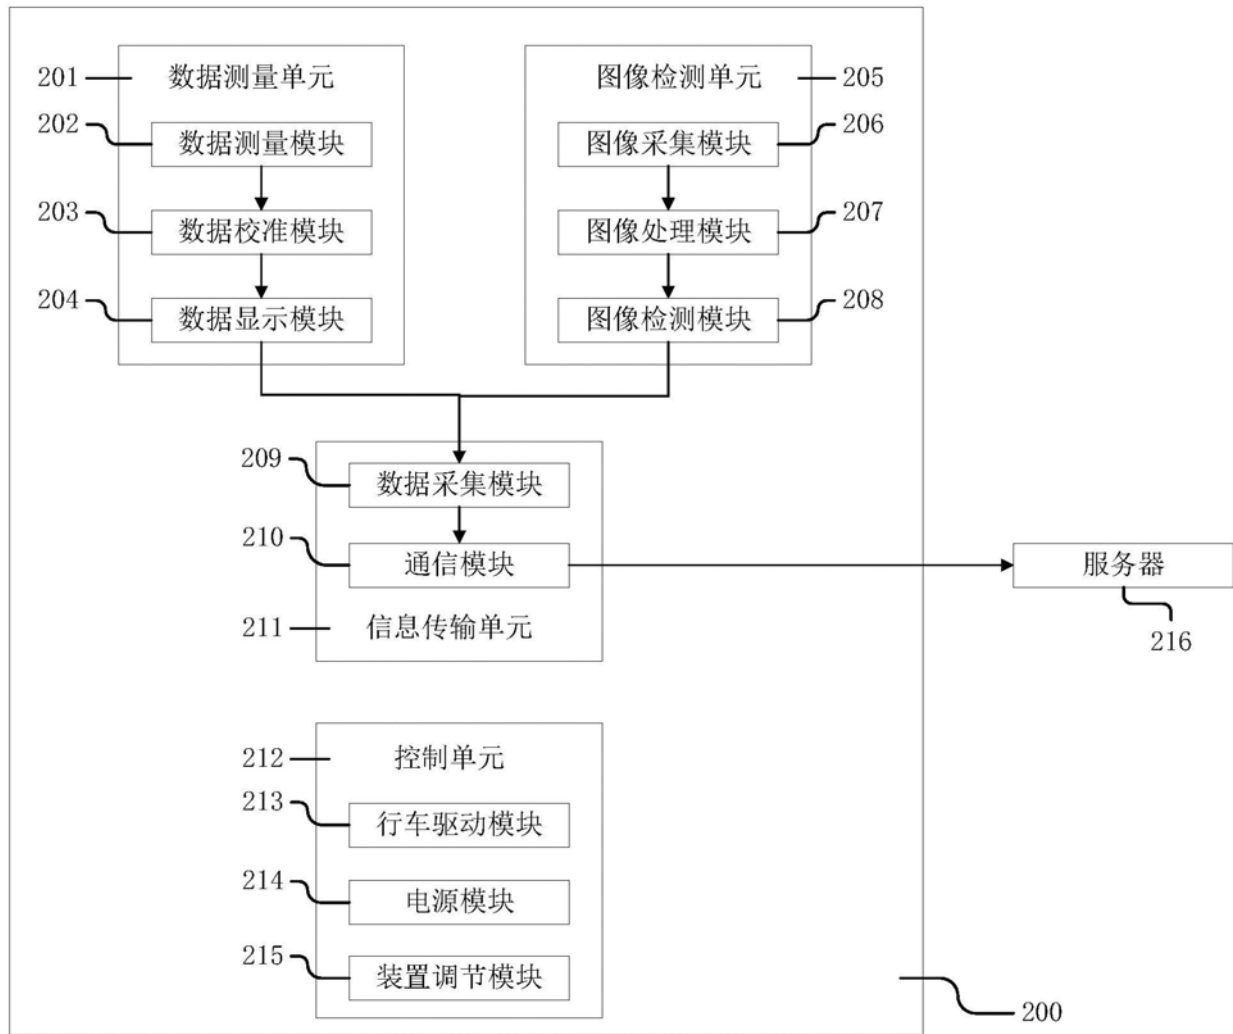 201
数据测量单元
202
数据测量模块
203
数据校准模块
204
数据显示模块
图像检测单元
205
图像采集模块
206
图像处理模块
207
图像检测模块
208
209
数据采集模块
210
通信模块
211
信息传输单元
服务器
216
212
控制单元
213
行车驱动模块
214
电源模块
215
装置调节模块
200